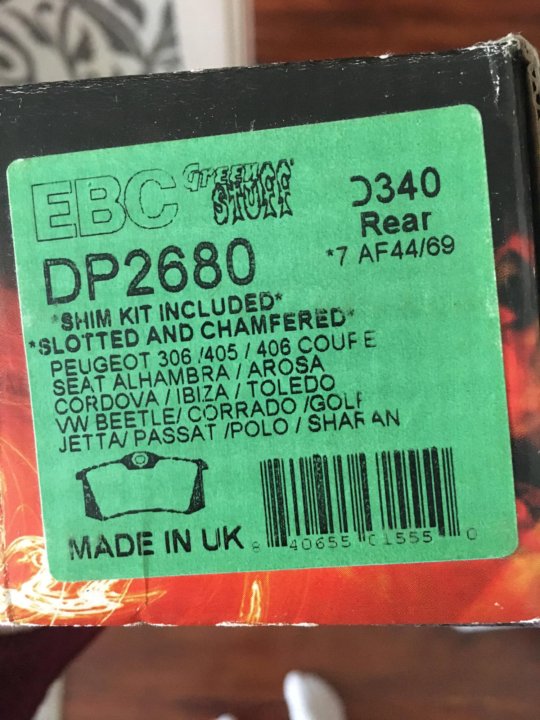 EBC Green STUFF
D340
Rear
*7 AF44/69
DP2680
*SHIM KIT INCLUDED*
*SLOTTED AND CHAMFERED*
PEUGEOT 306 /405 / 406 COUPE
SEAT ALHAMBRA / AROSA
CORDOVA / IBIZA / TOLEDO
VW BEETLE/ CORRADO /GOLF
JETTA/ PASSAT /POLO / SHARAN
MADE IN UK
8 40655 01555 0